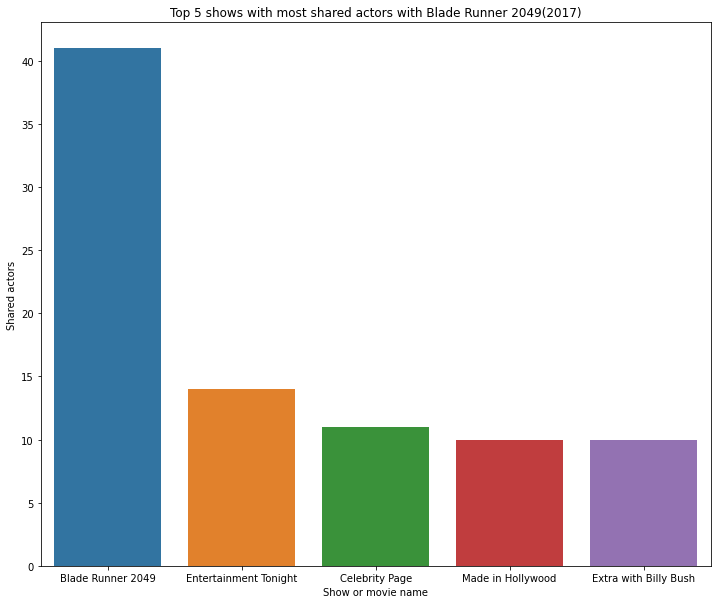 Top 5 shows with most shared actors with Blade Runner 2049(2017)
Shared actors
40
35
30
25
20
15
10
5
0
Blade Runner 2049 Entertainment Tonight Celebrity Page Made in Hollywood Extra with Billy Bush
Show or movie name